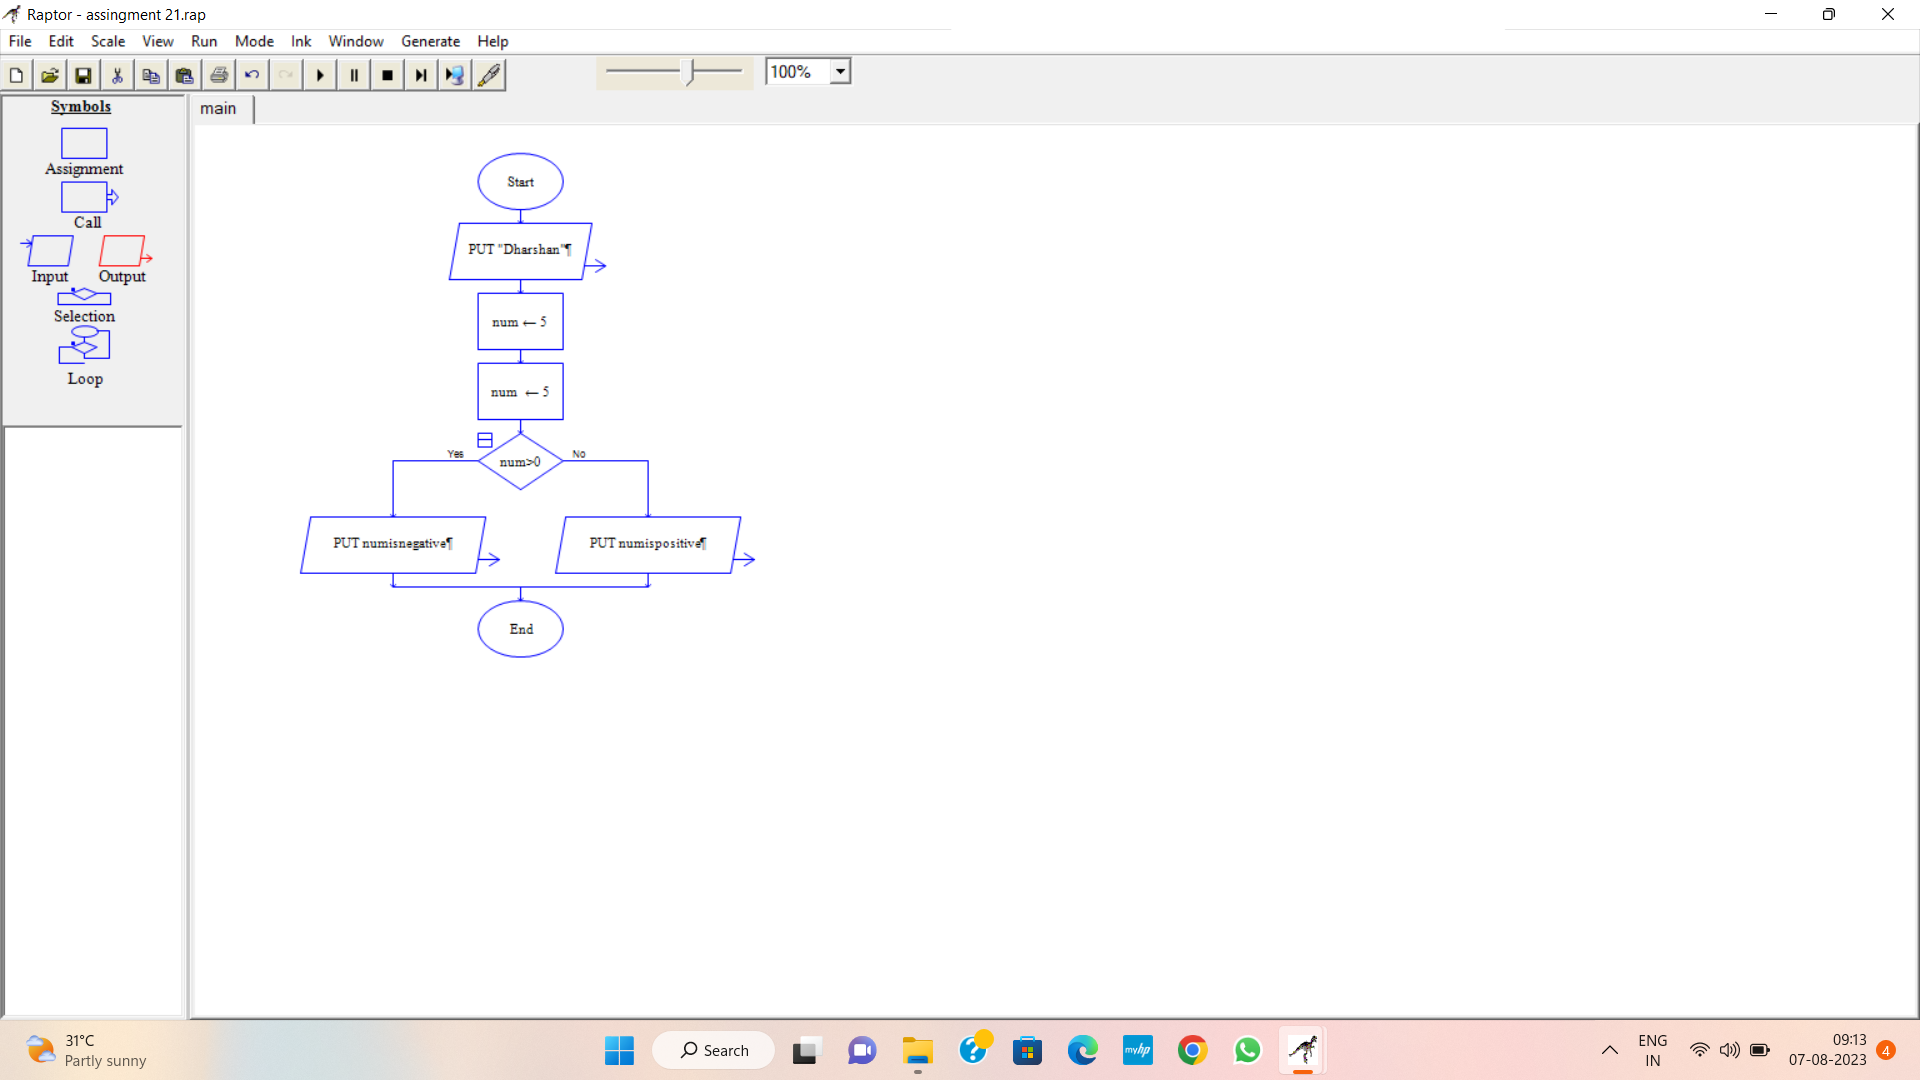 Raptor - assingment 21.rap
File Edit Scale View Run Mode Ink Window Generate Help
100%
Symbols
Assignment
Call
Input Output
Selection
Loop
main
Start
PUT "Dharshan"¶
num ← 5
num ← 5
Yes num>0 No
PUT numisnegative¶ PUT numispositive¶
End
31°C
Partly sunny
Search
myhp
ENG
IN
09:13
07-08-2023
4